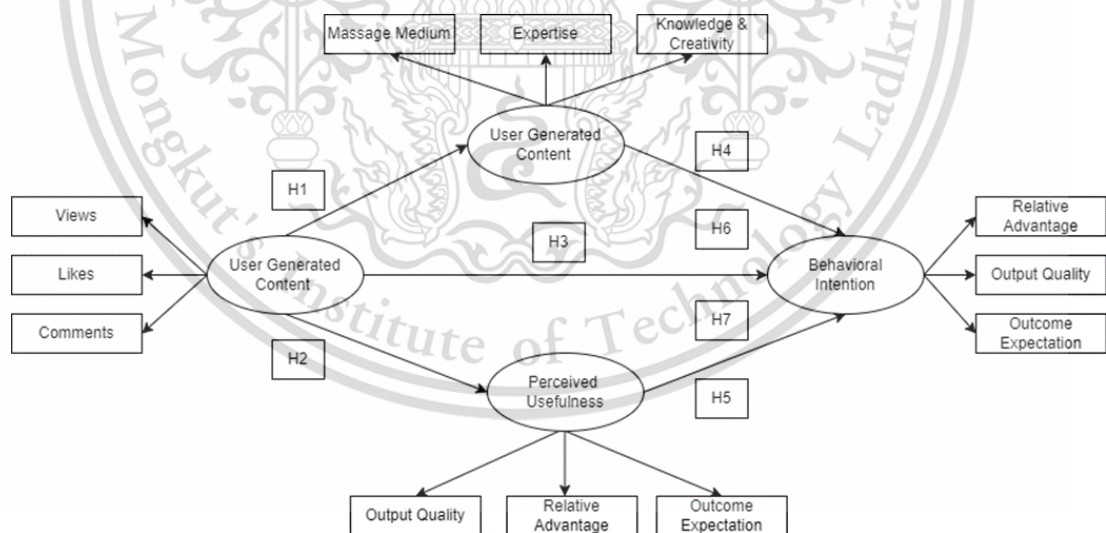 Massage Medium
Expertise
Knowledge &
Creativity
User Generated
Content
H4
H1
Views
Relative
Advantage
H6
H3
Likes
User Generated
Content
Behavioral
Intention
Output Quality
Comments
H7
Outcome
Expectation
H2
Perceived
Usefulness
H5
Output Quality
Relative
Advantage
Outcome
Expectation
Mongkut's Institute of Technology Ladkra